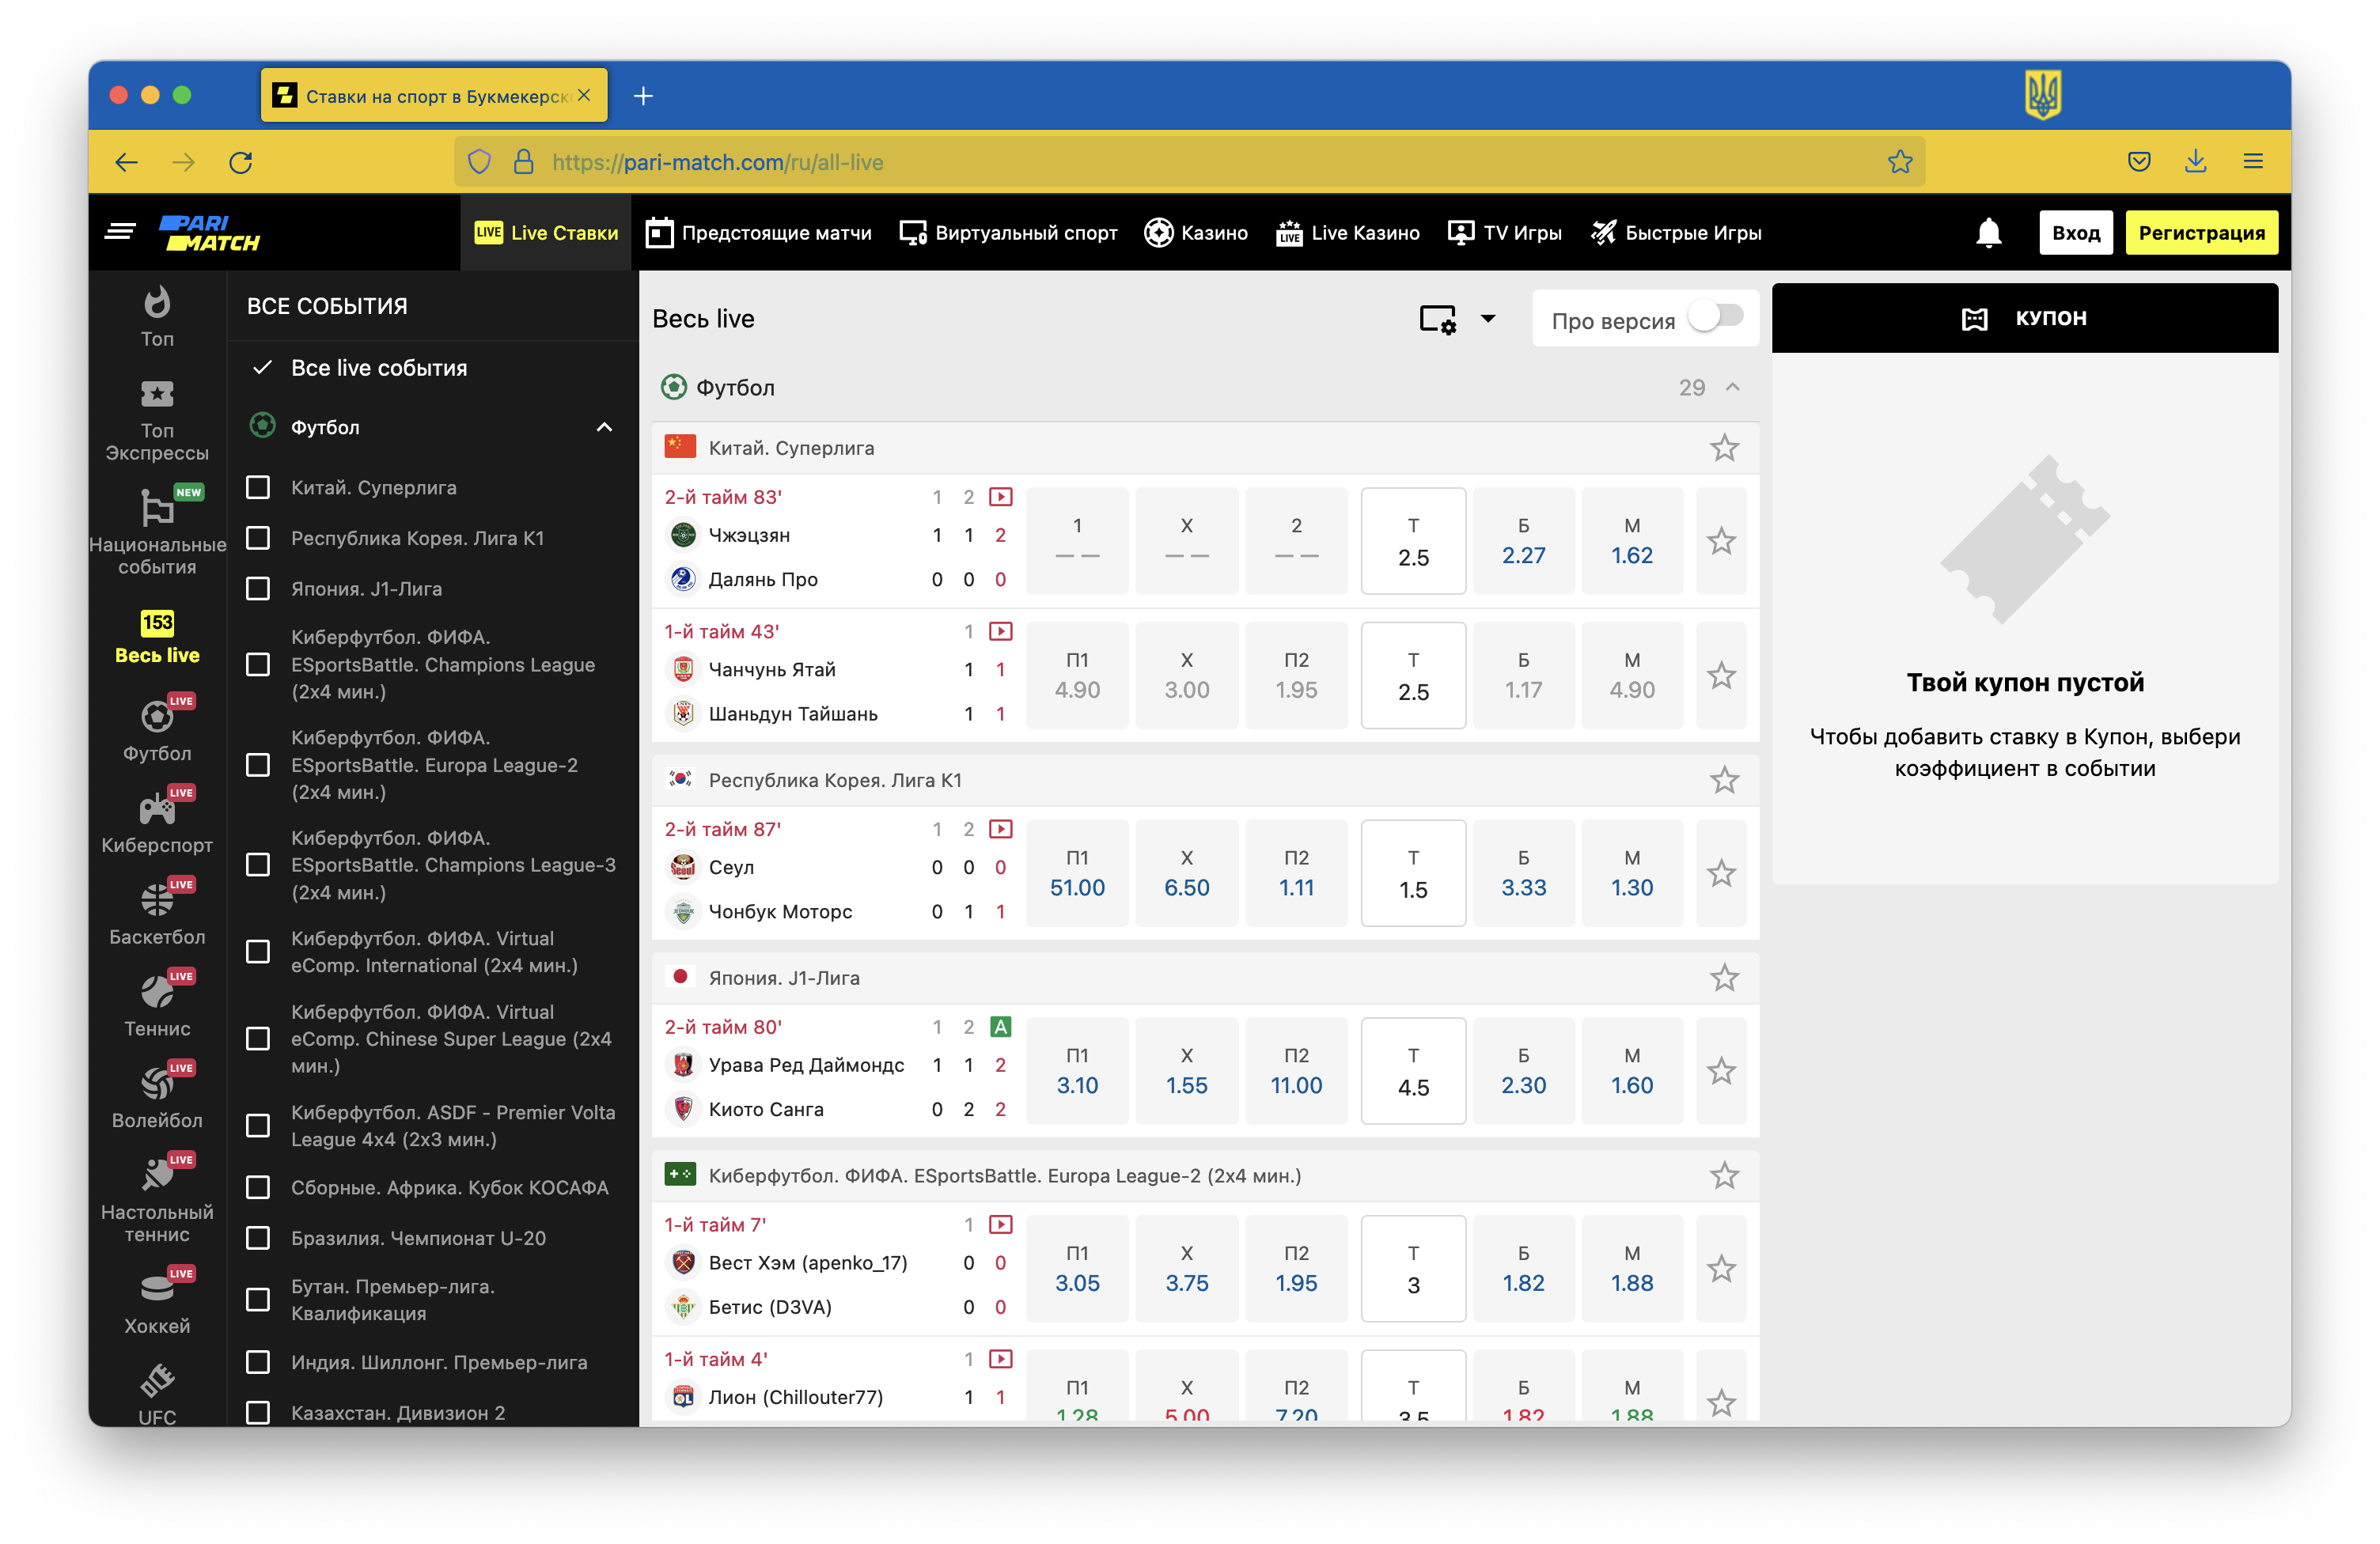 Ставки на спорт в Букмекерск
https://pari-match.com/ru/all-live
PARI MATCH
LIVE Live Ставки
Предстоящие матчи
Виртуальный спорт
Казино
LIVE Live Казино
TV Игры
Быстрые Игры
Вход
Регистрация
Топ
Топ
Экспрессы
NEW
Национальные
события
153
Весь live
LIVE
Футбол
LIVE
Киберспорт
LIVE
Баскетбол
LIVE
Теннис
LIVE
Волейбол
LIVE
Настольный
теннис
LIVE
Хоккей
UFC
ВСЕ СОБЫТИЯ
Все live события
Футбол
Китай. Суперлига
Республика Корея. Лига К1
Япония. J1-Лига
Киберфутбол. ФИФА.
ESportsBattle. Champions League
(2x4 мин.)
Киберфутбол. ФИФА.
ESportsBattle. Europa League-2
(2x4 мин.)
Киберфутбол. ФИФА.
ESportsBattle. Champions League-3
(2x4 мин.)
Киберфутбол. ФИФА. Virtual
eComp. International (2x4 мин.)
Киберфутбол. ФИФА. Virtual
eComp. Chinese Super League (2x4
мин.)
Киберфутбол. ASDF - Premier Volta
League 4x4 (2x3 мин.)
Сборные. Африка. Кубок КОСАФА
Бразилия. Чемпионат U-20
Бутан. Премьер-лига.
Квалификация
Индия. Шиллонг. Премьер-лига
Казахстан. Дивизион 2
Весь live
Про версия
Футбол 29
Китай. Суперлига
2-й тайм 83' 1 2
Чжэцзян 1 1 2
Далянь Про 0 0 0
1 X 2 Т Б М
— — — — — — 2.5 2.27 1.62
1-й тайм 43' 1
Чанчунь Ятай 1 1
Шаньдун Тайшань 1 1
П1 X П2 Т Б М
4.90 3.00 1.95 2.5 1.17 4.90
Республика Корея. Лига К1
2-й тайм 87' 1 2
Сеул 0 0 0
Чонбук Моторс 0 1 1
П1 X П2 Т Б М
51.00 6.50 1.11 1.5 3.33 1.30
Япония. J1-Лига
2-й тайм 80' 1 2 A
Урава Ред Даймондс 1 1 2
Киото Санга 0 2 2
П1 X П2 Т Б М
3.10 1.55 11.00 4.5 2.30 1.60
Киберфутбол. ФИФА. ESportsBattle. Europa League-2 (2x4 мин.)
1-й тайм 7' 1
Вест Хэм (apenko_17) 0 0
Бетис (D3VA) 0 0
П1 X П2 Т Б М
3.05 3.75 1.95 3 1.82 1.88
1-й тайм 4' 1
Лион (Chillouter77) 1 1
П1 X П2 Т Б М
1.28 5.00 7.20 3.5 1.82 1.88
КУПОН
Твой купон пустой
Чтобы добавить ставку в Купон, выбери
коэффициент в событии